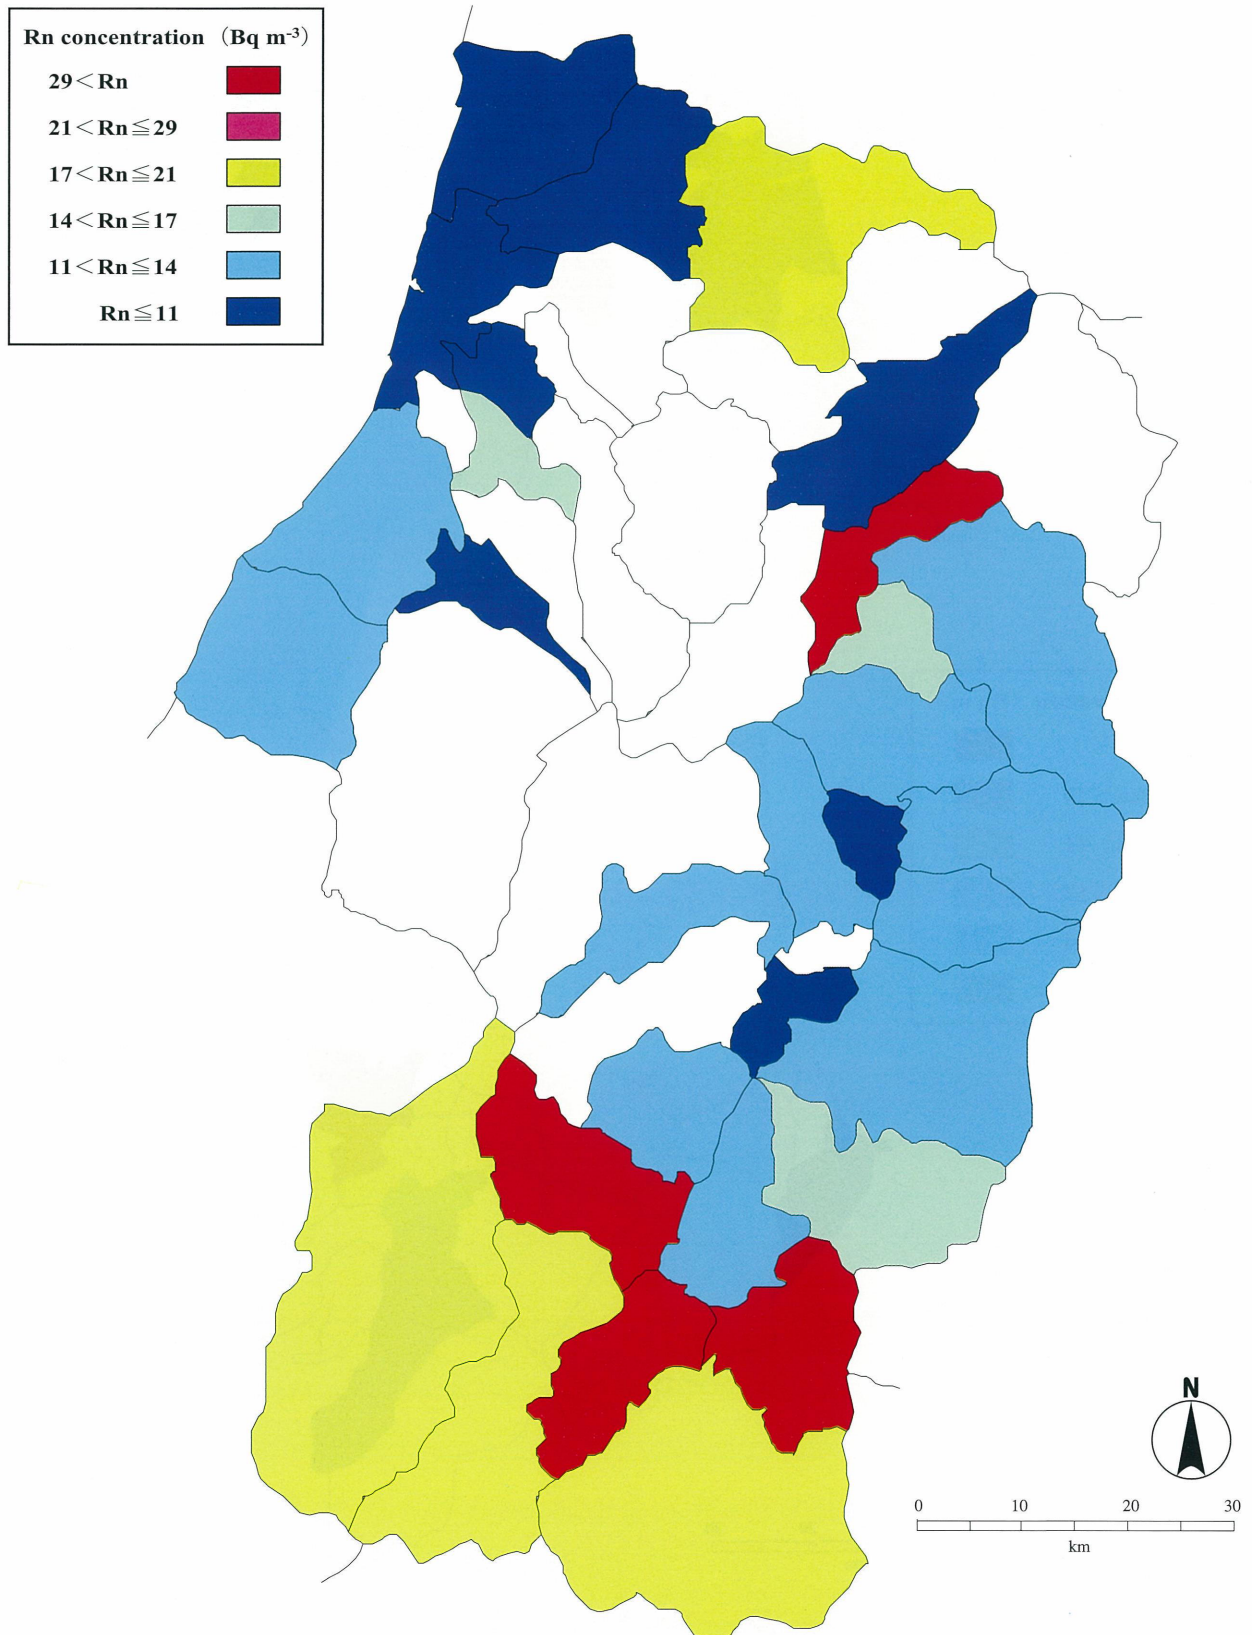 Rn concentration （Bq m⁻³）
29＜Rn
21＜Rn≦29
17＜Rn≦21
14＜Rn≦17
11＜Rn≦14
Rn≦11
N
0 10 20 30
km